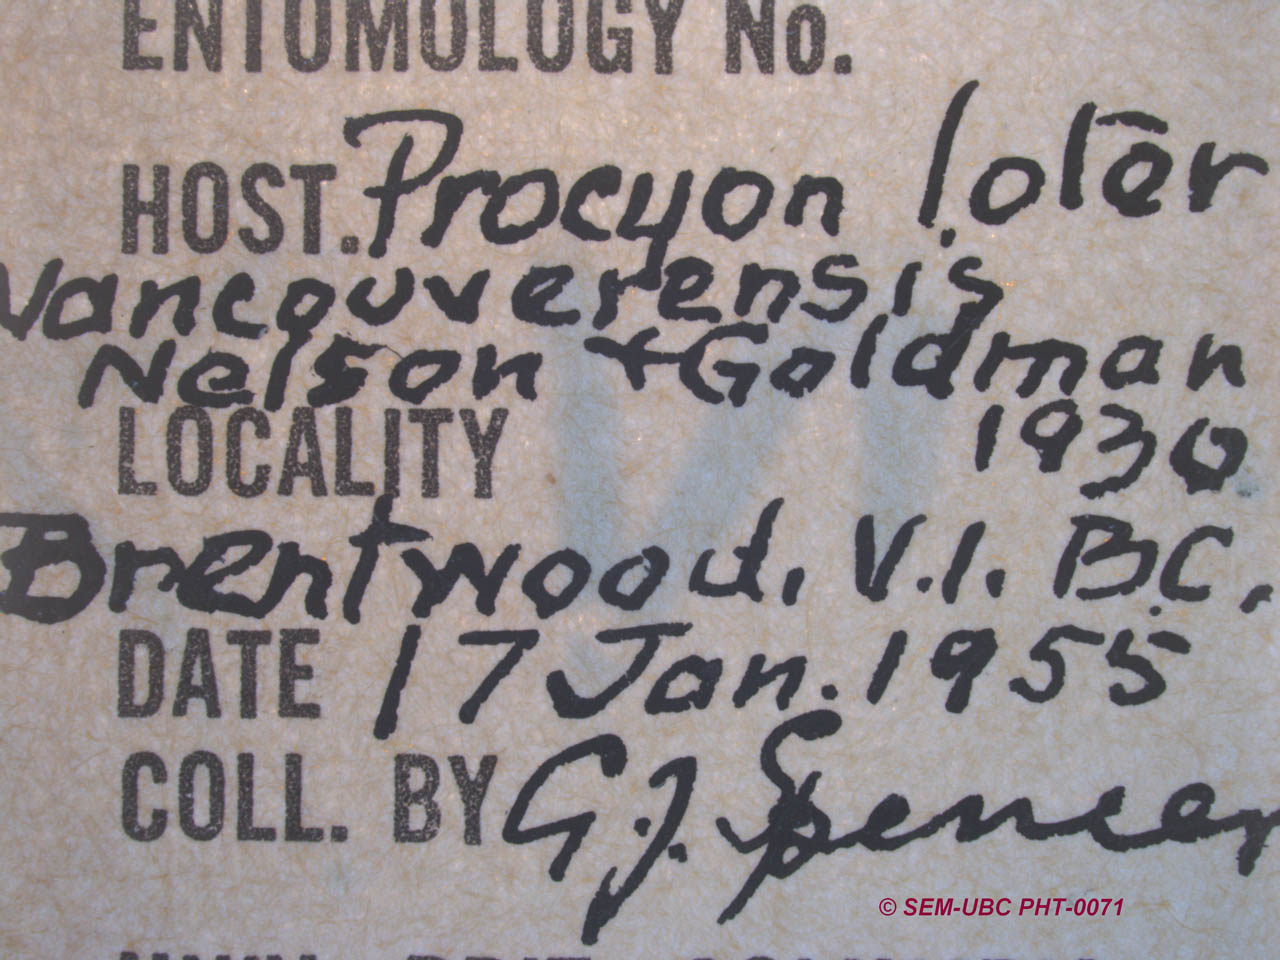 ENTOMOLOGY No.
HOST. Procyon lotor
vancouverensis
Nelson + Goldman
LOCALITY 1930
Brentwood, V.I. B.C.
DATE 17 Jan. 1955
COLL. BY G.J. Spencer
© SEM-UBC PHT-0071